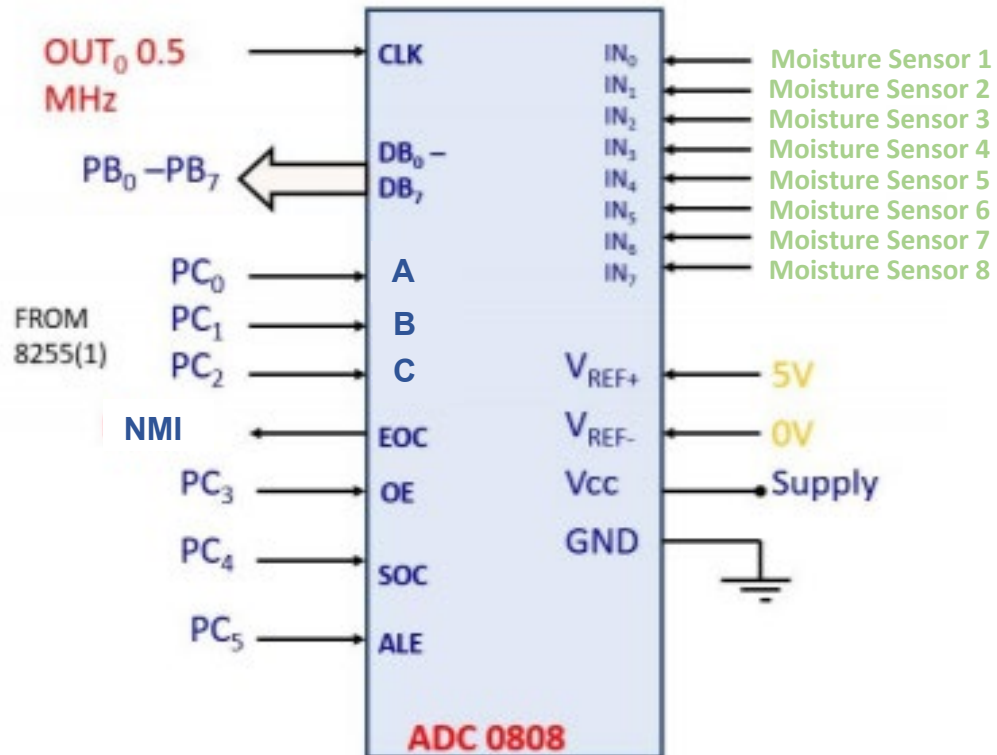 OUT₀ 0.5
MHz
CLK
IN₀
Moisture Sensor 1
IN₁
Moisture Sensor 2
IN₂
Moisture Sensor 3
IN₃
Moisture Sensor 4
IN₄
Moisture Sensor 5
IN₅
Moisture Sensor 6
IN₆
Moisture Sensor 7
IN₇
Moisture Sensor 8
PB₀ –PB₇
DB₀ –
DB₇
FROM
8255(1)
PC₀
A
PC₁
B
PC₂
C
NMI
EOC
PC₃
OE
PC₄
SOC
PC₅
ALE
V_REF+
5V
V_REF-
0V
Vcc
Supply
GND
ADC 0808